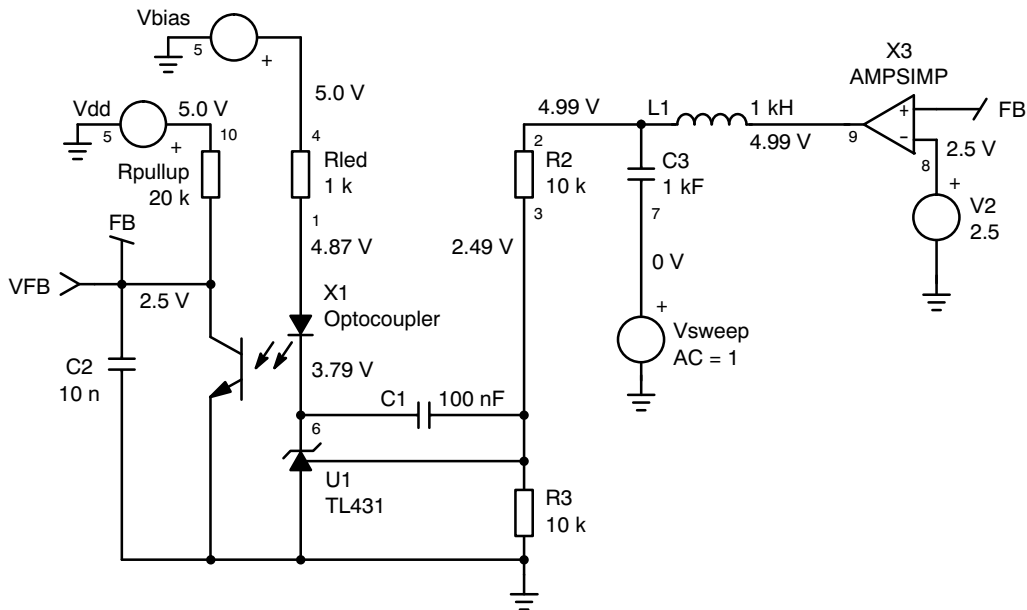 Vbias
5
+
Vdd
5.0 V
5
+
10
5.0 V
4
Rled
1 k
1
4.87 V
Rpullup
20 k
FB
VFB
2.5 V
C2
10 n
X1
Optocoupler
3.79 V
C1
100 nF
6
U1
TL431
4.99 V
L1
1 kH
4.99 V
2
R2
10 k
3
2.49 V
C3
1 kF
7
0 V
+
Vsweep
AC = 1
R3
10 k
X3
AMPSIMP
+
−
9
8
FB
2.5 V
+
V2
2.5